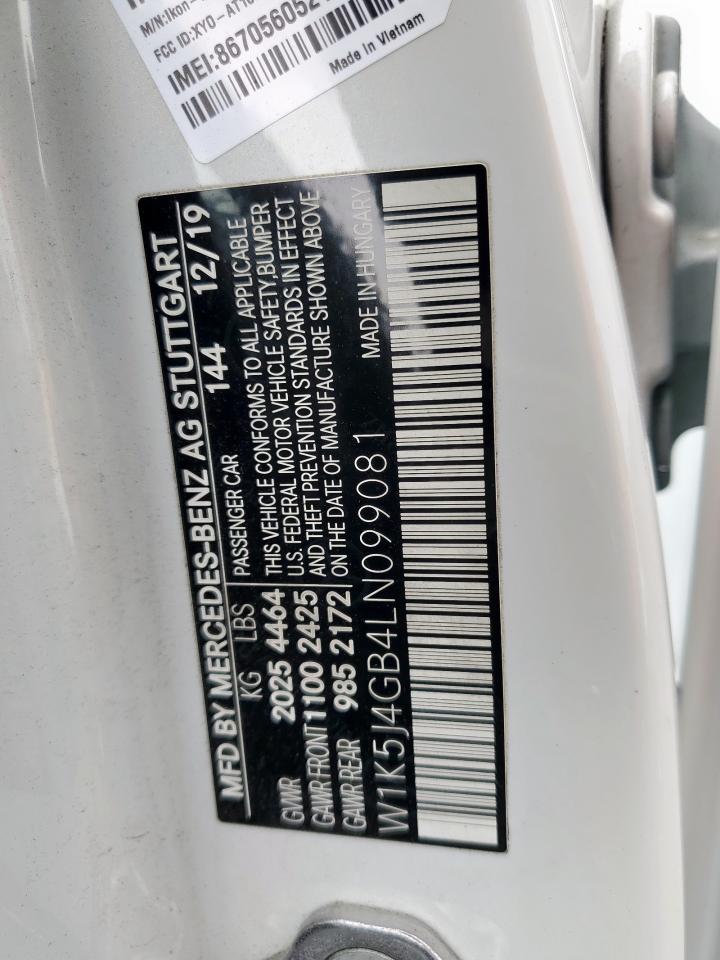 M/N:Ikon-
FCC ID:XYO-AT1
IMEI:867056052
Made in Vietnam
MFD BY MERCEDES-BENZ AG STUTTGART
144 12/19
KG LBS
PASSENGER CAR
GVWR 2025 4464 THIS VEHICLE CONFORMS TO ALL APPLICABLE
U.S. FEDERAL MOTOR VEHICLE SAFETY,BUMPER
GAWR FRONT 1100 2425 AND THEFT PREVENTION STANDARDS IN EFFECT
GAWR REAR 985 2172 ON THE DATE OF MANUFACTURE SHOWN ABOVE
MADE IN HUNGARY
W1K5J4GB4LN099081